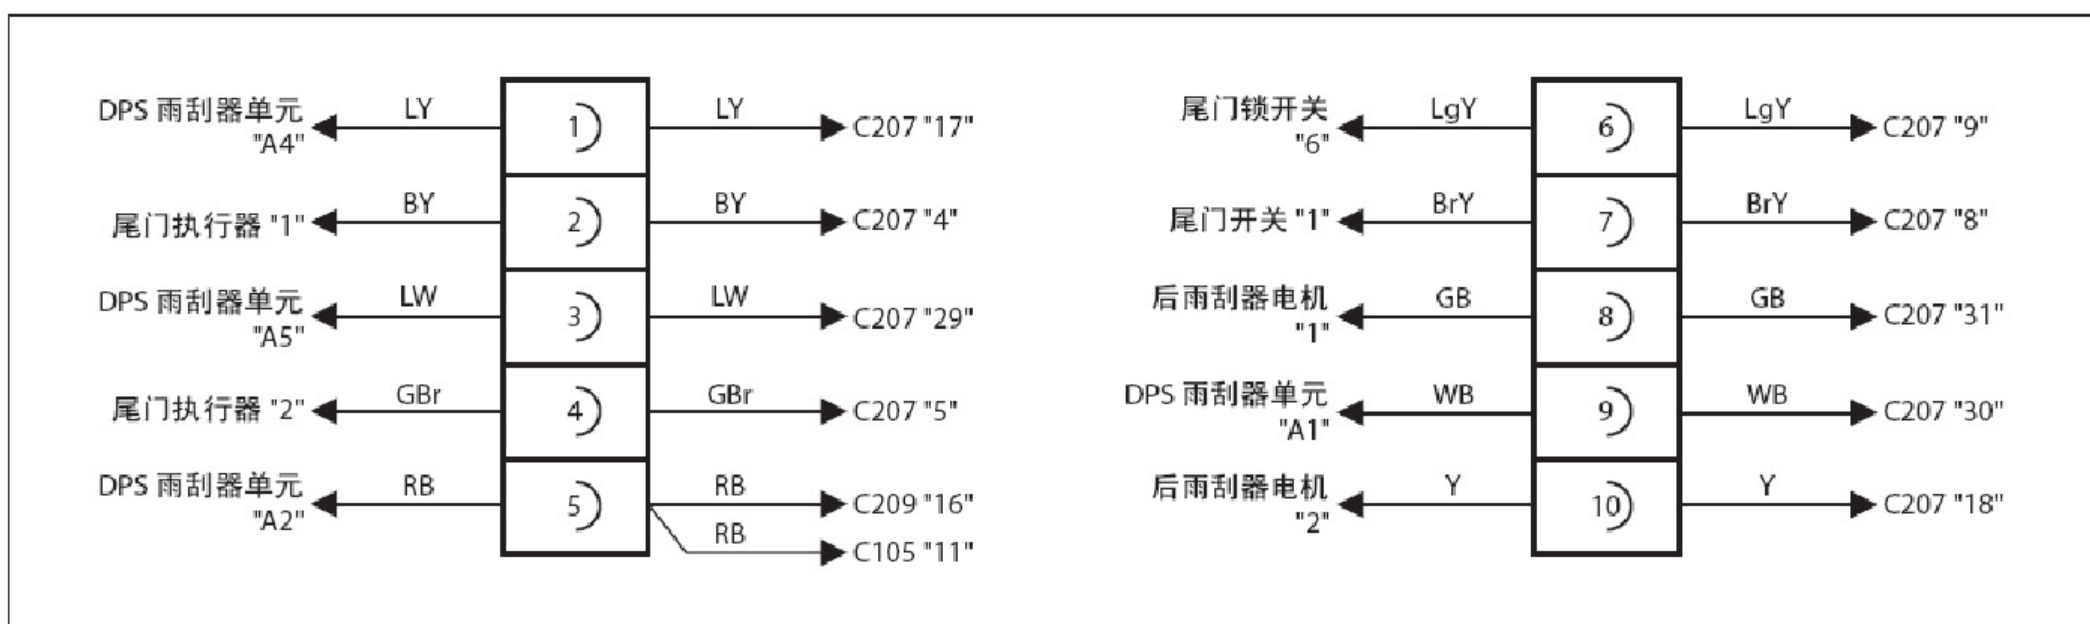 DPS 雨刮器单元
"A4"
LY
1
LY
C207 "17"
尾门执行器 "1"
BY
2
BY
C207 "4"
DPS 雨刮器单元
"A5"
LW
3
LW
C207 "29"
尾门执行器 "2"
GBr
4
GBr
C207 "5"
DPS 雨刮器单元
"A2"
RB
5
RB
C209 "16"
RB
C105 "11"
尾门锁开关
"6"
LgY
6
LgY
C207 "9"
尾门开关 "1"
BrY
7
BrY
C207 "8"
后雨刮器电机
"1"
GB
8
GB
C207 "31"
DPS 雨刮器单元
"A1"
WB
9
WB
C207 "30"
后雨刮器电机
"2"
Y
10
Y
C207 "18"